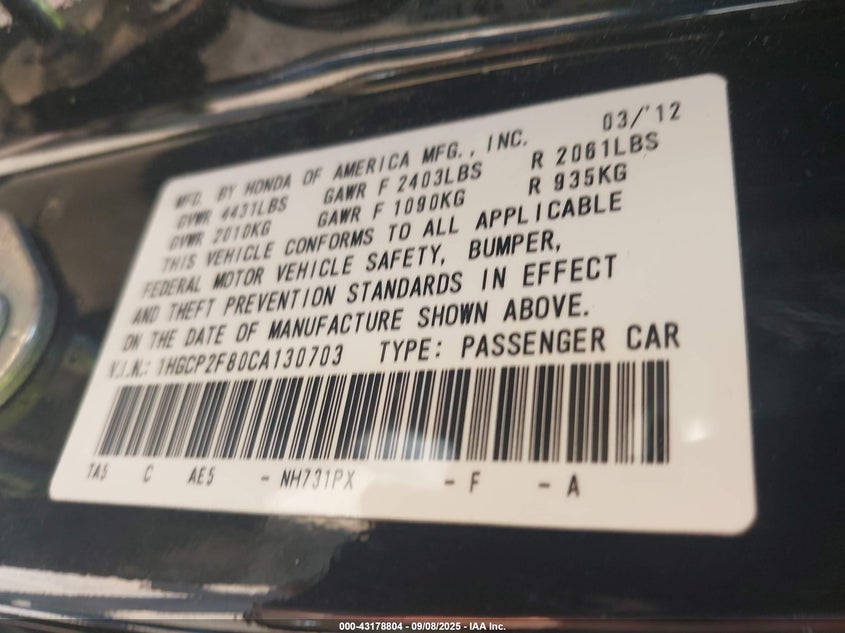 03/'12
MFD. BY HONDA OF AMERICA MFG., INC.
GVWR 4431LBS GAWR F 2403LBS R 2061LBS
GVWR 2010KG GAWR F 1090KG R 935KG
THIS VEHICLE CONFORMS TO ALL APPLICABLE
FEDERAL MOTOR VEHICLE SAFETY, BUMPER,
AND THEFT PREVENTION STANDARDS IN EFFECT
ON THE DATE OF MANUFACTURE SHOWN ABOVE.
V.I.N.: 1HGCP2F80CA130703 TYPE: PASSENGER CAR
TA5 C AE5 - NH731PX - F - A
000-43178804 - 09/08/2025 - IAA Inc.